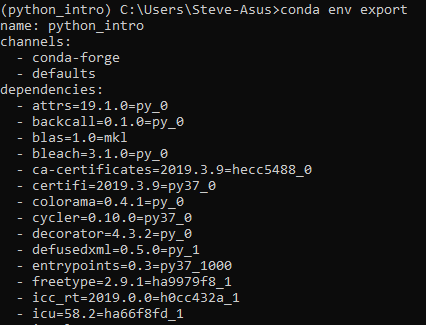 (python_intro) C:\Users\Steve-Asus>conda env export
name: python_intro
channels:
  - conda-forge
  - defaults
dependencies:
  - attrs=19.1.0=py_0
  - backcall=0.1.0=py_0
  - blas=1.0=mkl
  - bleach=3.1.0=py_0
  - ca-certificates=2019.3.9=hecc5488_0
  - certifi=2019.3.9=py37_0
  - colorama=0.4.1=py_0
  - cycler=0.10.0=py37_0
  - decorator=4.3.2=py_0
  - defusedxml=0.5.0=py_1
  - entrypoints=0.3=py37_1000
  - freetype=2.9.1=ha9979f8_1
  - icc_rt=2019.0.0=h0cc432a_1
  - icu=58.2=ha66f8fd_1